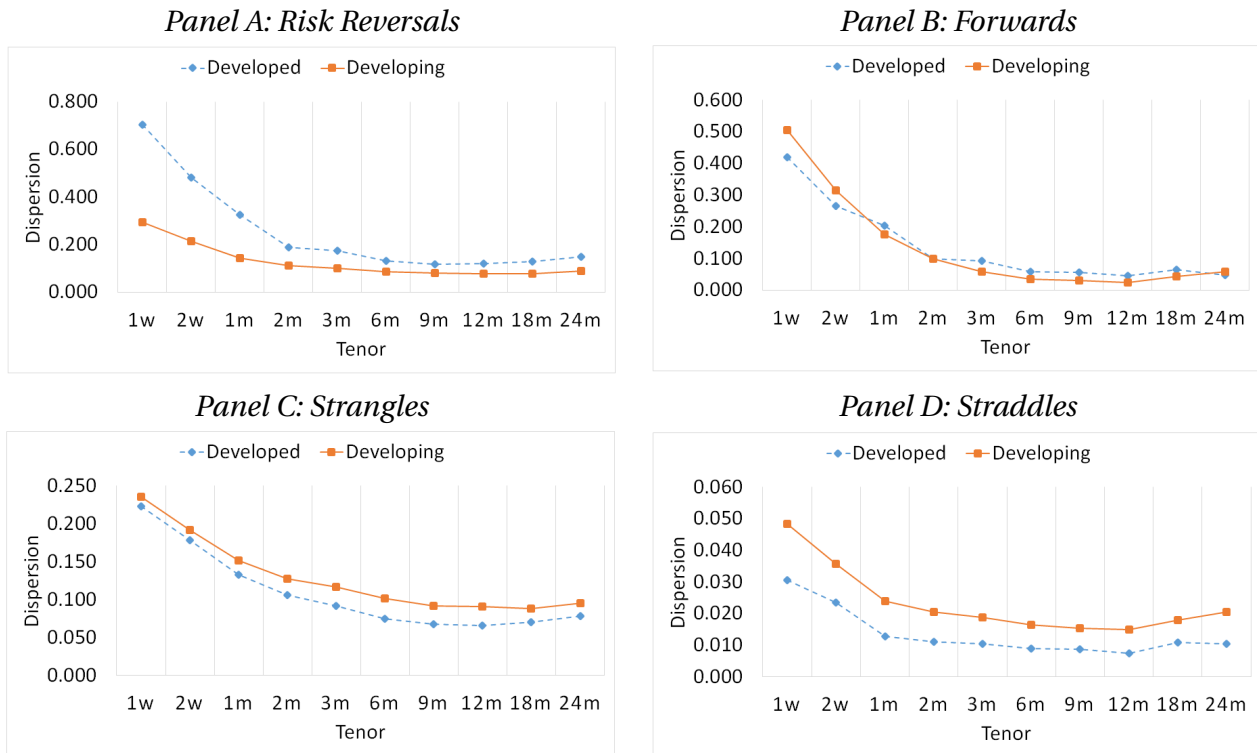 Panel A: Risk Reversals
Developed Developing
0.800
0.600
0.400
0.200
0.000
Dispersion
1w 2w 1m 2m 3m 6m 9m 12m 18m 24m
Tenor
Panel B: Forwards
Developed Developing
0.600
0.500
0.400
0.300
0.200
0.100
0.000
Dispersion
1w 2w 1m 2m 3m 6m 9m 12m 18m 24m
Tenor
Panel C: Strangles
Developed Developing
0.250
0.200
0.150
0.100
0.050
0.000
Dispersion
1w 2w 1m 2m 3m 6m 9m 12m 18m 24m
Tenor
Panel D: Straddles
Developed Developing
0.060
0.050
0.040
0.030
0.020
0.010
0.000
Dispersion
1w 2w 1m 2m 3m 6m 9m 12m 18m 24m
Tenor